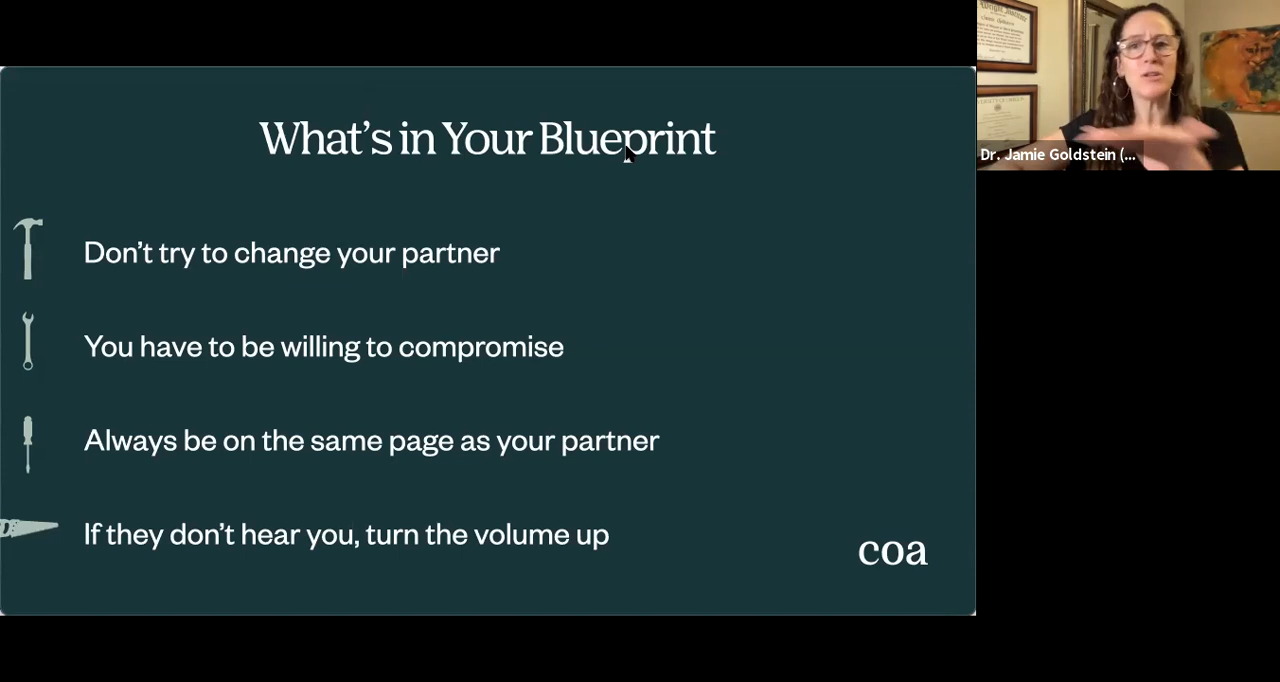 What's in Your Blueprint
Don't try to change your partner
You have to be willing to compromise
Always be on the same page as your partner
If they don't hear you, turn the volume up
coa
Dr. Jamie Goldstein (...